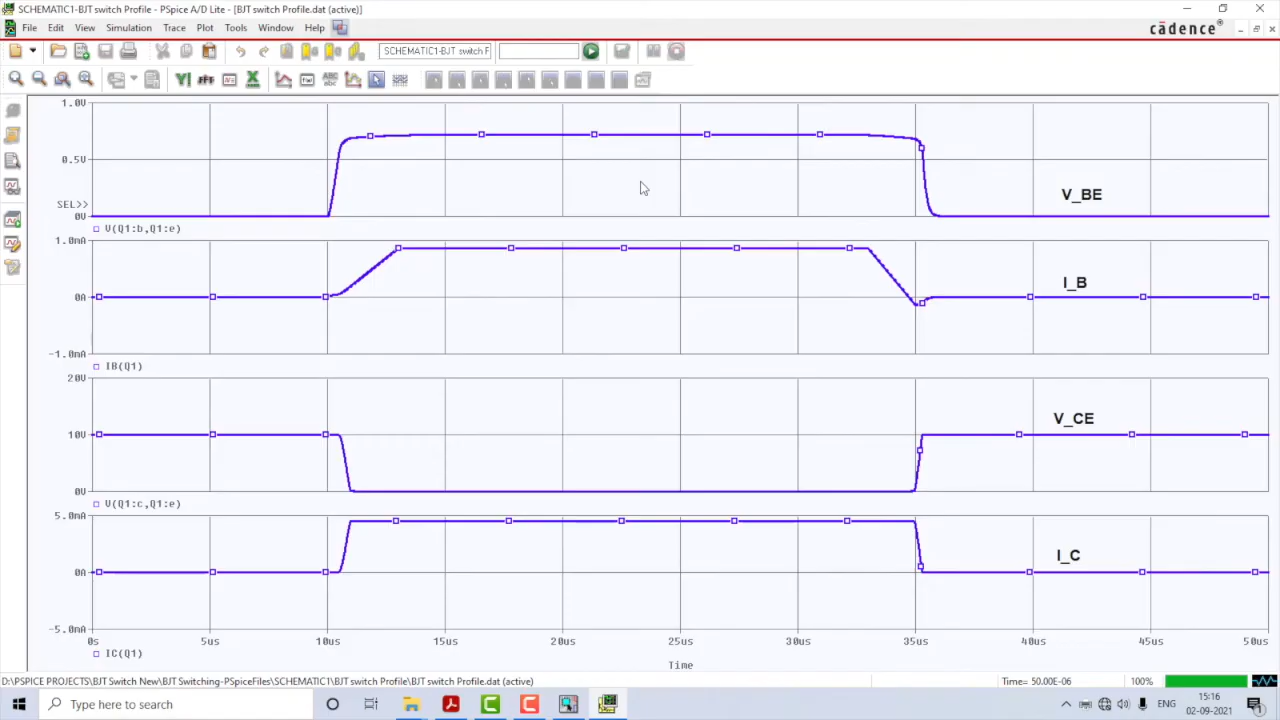 SCHEMATIC1-BJT switch Profile - PSpice A/D Lite - [BJT switch Profile.dat (active)]
File Edit View Simulation Trace Plot Tools Window Help
cādence®
SCHEMATIC1-BJT switch F
1.0V
0.5V
SEL>>
0V
V_BE
V(Q1:b,Q1:e)
1.0mA
0A
I_B
-1.0mA
IB(Q1)
20V
10V
V_CE
0V
V(Q1:c,Q1:e)
5.0mA
0A
I_C
-5.0mA
0s 5us 10us 15us 20us 25us 30us 35us 40us 45us 50us
IC(Q1)
Time
D:\PSPICE PROJECTS\BJT Switch New\BJT Switching-PSpiceFiles\SCHEMATIC1\BJT switch Profile\BJT switch Profile.dat (active) Time= 50.00E-06 100%
Type here to search
ENG
15:16
02-09-2021